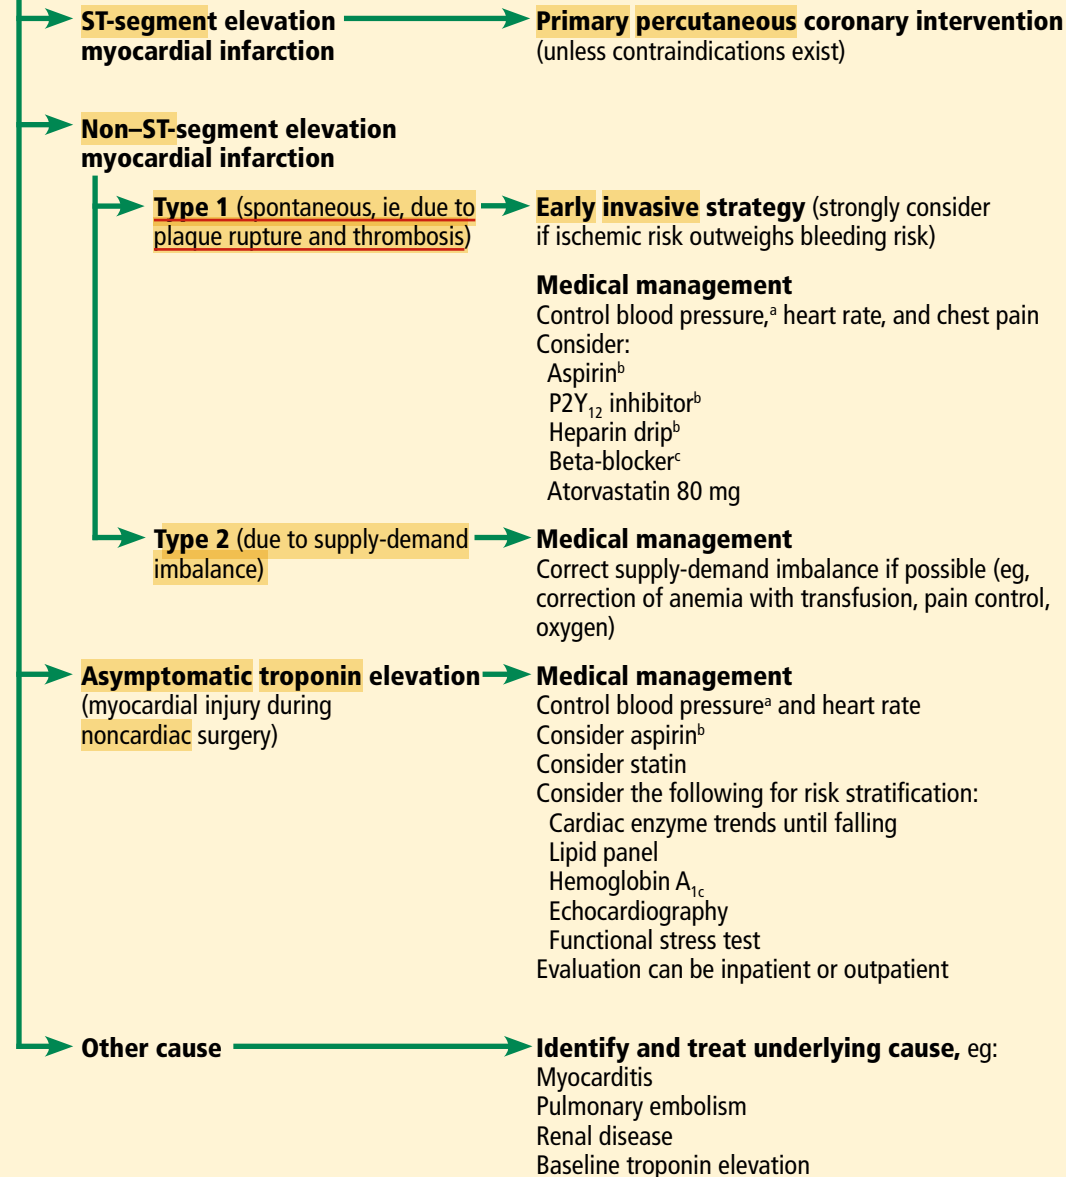 ST-segment elevation
myocardial infarction
Primary percutaneous coronary intervention
(unless contraindications exist)
Non–ST-segment elevation
myocardial infarction
Type 1 (spontaneous, ie, due to
plaque rupture and thrombosis)
Early invasive strategy (strongly consider
if ischemic risk outweighs bleeding risk)
Medical management
Control blood pressure,ᵃ heart rate, and chest pain
Consider:
Aspirinᵇ
P2Y₁₂ inhibitorᵇ
Heparin dripᵇ
Beta-blockerᶜ
Atorvastatin 80 mg
Type 2 (due to supply-demand
imbalance)
Medical management
Correct supply-demand imbalance if possible (eg,
correction of anemia with transfusion, pain control,
oxygen)
Asymptomatic troponin elevation
(myocardial injury during
noncardiac surgery)
Medical management
Control blood pressureᵃ and heart rate
Consider aspirinᵇ
Consider statin
Consider the following for risk stratification:
Cardiac enzyme trends until falling
Lipid panel
Hemoglobin A₁c
Echocardiography
Functional stress test
Evaluation can be inpatient or outpatient
Other cause
Identify and treat underlying cause, eg:
Myocarditis
Pulmonary embolism
Renal disease
Baseline troponin elevation